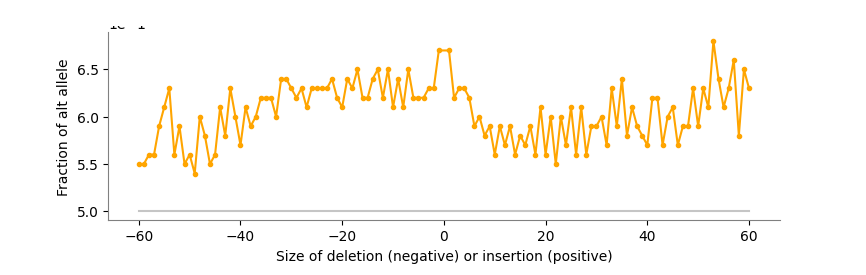 6.5
6.0
5.5
5.0
Fraction of alt allele
−60 −40 −20 0 20 40 60
Size of deletion (negative) or insertion (positive)